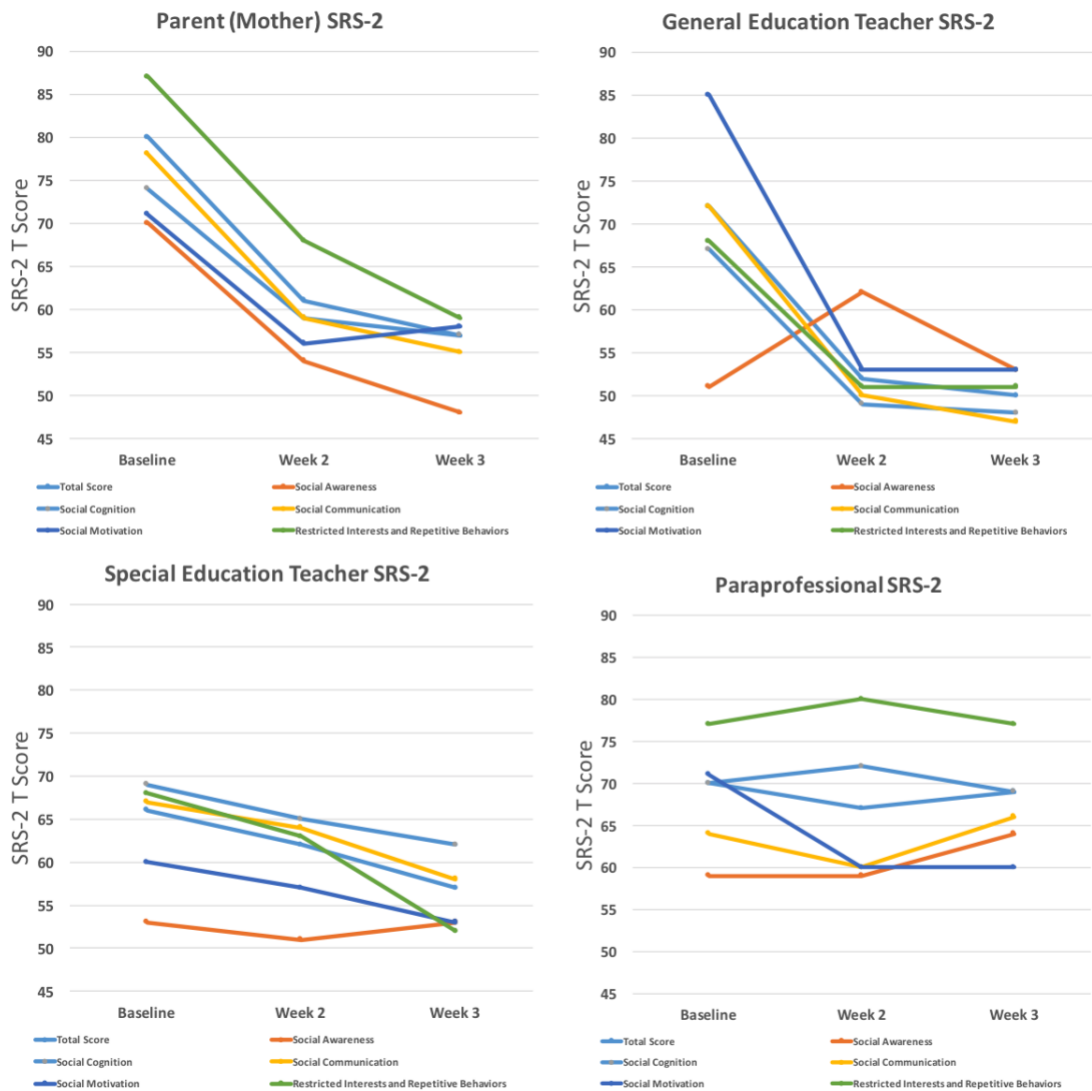 Parent (Mother) SRS-2
SRS-2 T Score
90
85
80
75
70
65
60
55
50
45
Baseline Week 2 Week 3
Total Score Social Awareness
Social Cognition Social Communication
Social Motivation Restricted Interests and Repetitive Behaviors
General Education Teacher SRS-2
SRS-2 T Score
90
85
80
75
70
65
60
55
50
45
Baseline Week 2 Week 3
Total Score Social Awareness
Social Cognition Social Communication
Social Motivation Restricted Interests and Repetitive Behaviors
Special Education Teacher SRS-2
SRS-2 T Score
90
85
80
75
70
65
60
55
50
45
Baseline Week 2 Week 3
Total Score Social Awareness
Social Cognition Social Communication
Social Motivation Restricted Interests and Repetitive Behaviors
Paraprofessional SRS-2
SRS-2 T Score
90
85
80
75
70
65
60
55
50
45
Baseline Week 2 Week 3
Total Score Social Awareness
Social Cognition Social Communication
Social Motivation Restricted Interests and Repetitive Behaviors